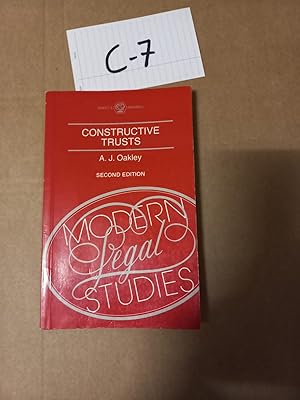 C-7
CONSTRUCTIVE
TRUSTS
A. J. Oakley
SECOND EDITION
MODERN
Legal
STUDIES